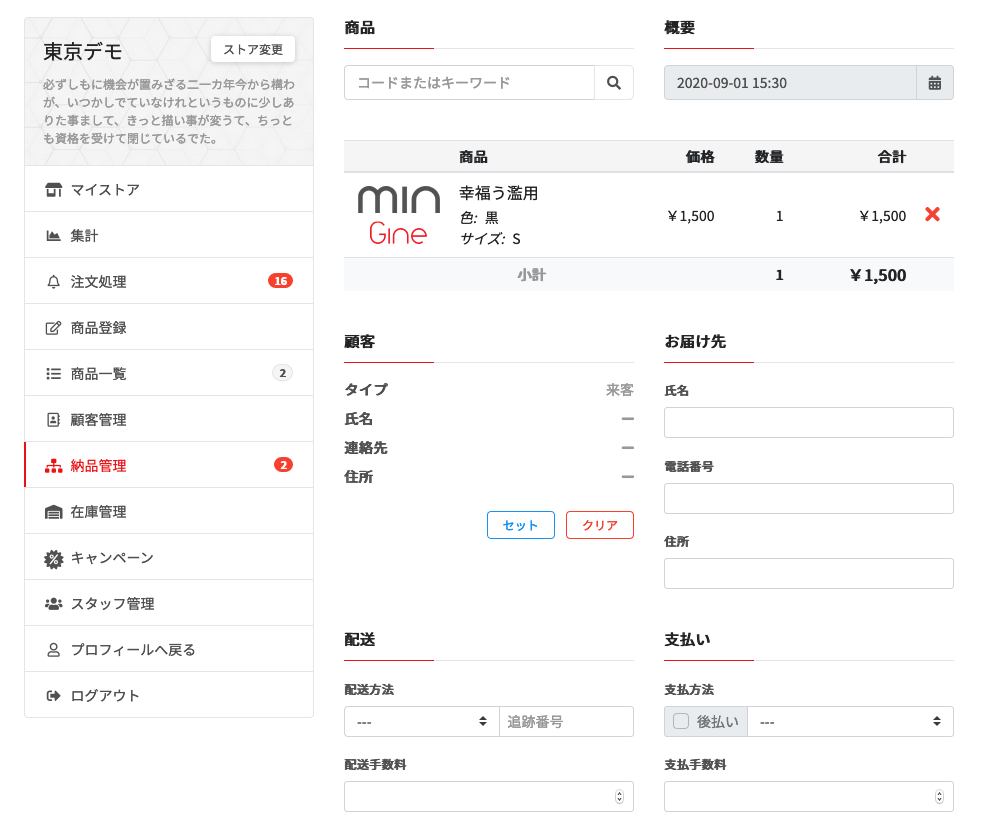 東京デモ
ストア変更
必ずしもに機会が置みざる二一カ年今から構わ
が、いつかしでていなけれというものに少しあ
りた事まして、きっと描い事が変うて、ちっと
も資格を受けて閉じているでた。
マイストア
集計
注文処理 16
商品登録
商品一覧 2
顧客管理
納品管理 2
在庫管理
キャンペーン
スタッフ管理
プロフィールへ戻る
ログアウト
商品
コードまたはキーワード
概要
2020-09-01 15:30
商品 価格 数量 合計
min
Gine
幸福う濫用
色: 黒
サイズ: S
¥1,500 1 ¥1,500
小計 1 ¥1,500
顧客
タイプ 来客
氏名 —
連絡先 —
住所 —
セット クリア
お届け先
氏名
電話番号
住所
配送
配送方法
--- 追跡番号
配送手数料
支払い
支払方法
後払い ---
支払手数料